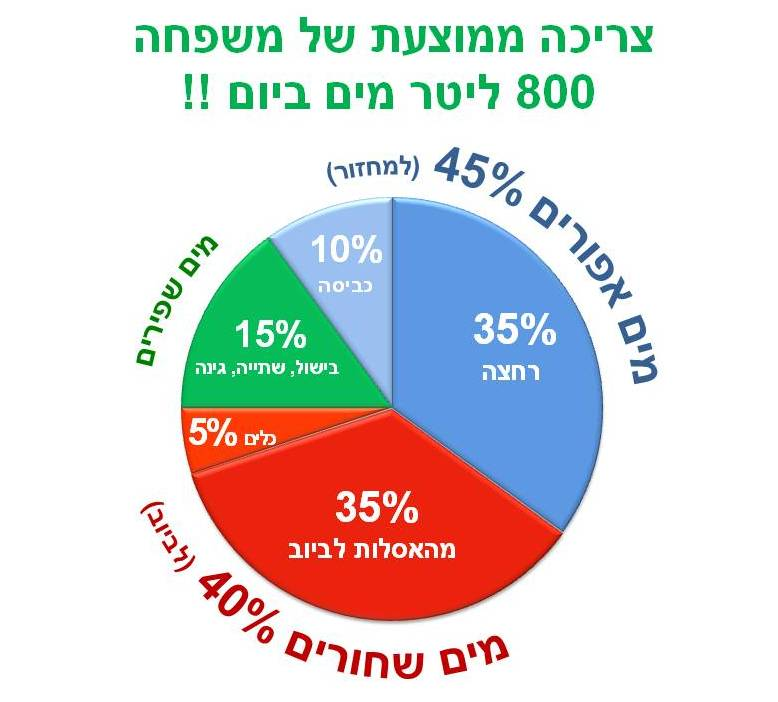 צריכה ממוצעת של משפחה
800 ליטר מים ביום !!
מים אפורים 45% (למחזור)
מים שפירים
10%
כביסה
35%
רחצה
15%
בישול, שתייה, גינה
5% כלים
35%
מהאסלות לביוב
מים שחורים 40% (לביוב)